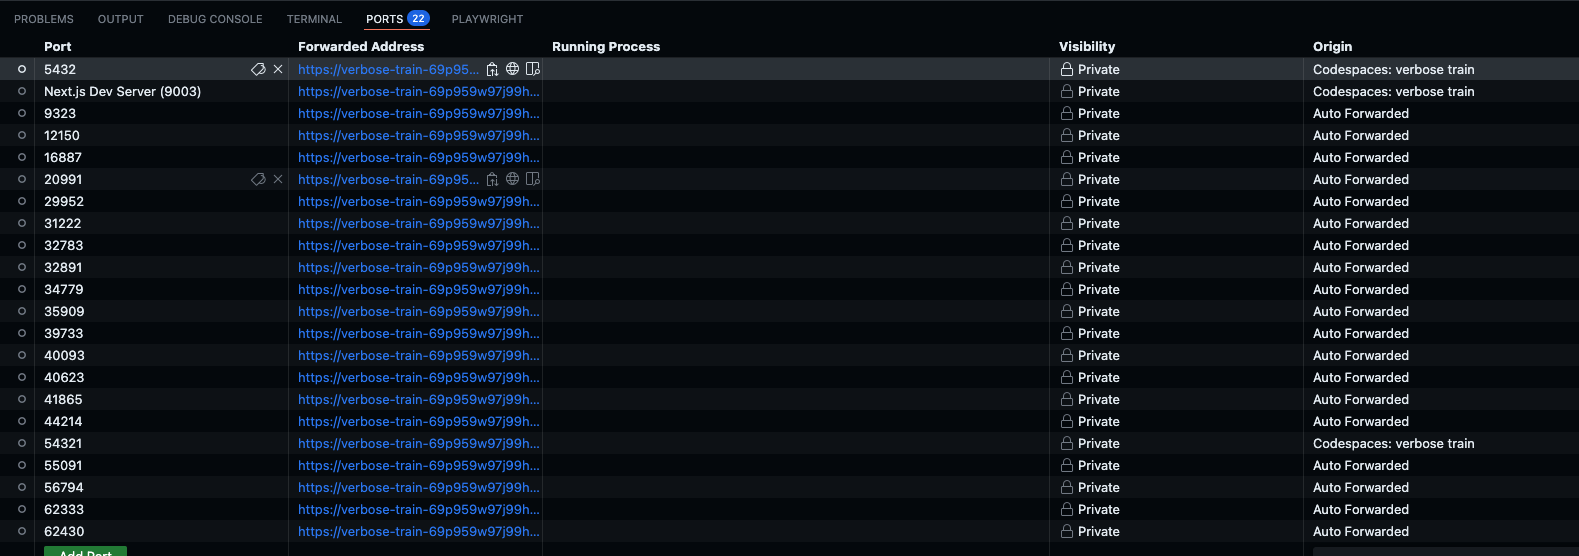 PROBLEMS OUTPUT DEBUG CONSOLE TERMINAL PORTS 22 PLAYWRIGHT
Port Forwarded Address Running Process Visibility Origin
5432 https://verbose-train-69p95... Private Codespaces: verbose train
Next.js Dev Server (9003) https://verbose-train-69p959w97j99h... Private Codespaces: verbose train
9323 https://verbose-train-69p959w97j99h... Private Auto Forwarded
12150 https://verbose-train-69p959w97j99h... Private Auto Forwarded
16887 https://verbose-train-69p959w97j99h... Private Auto Forwarded
20991 https://verbose-train-69p95... Private Auto Forwarded
29952 https://verbose-train-69p959w97j99h... Private Auto Forwarded
31222 https://verbose-train-69p959w97j99h... Private Auto Forwarded
32783 https://verbose-train-69p959w97j99h... Private Auto Forwarded
32891 https://verbose-train-69p959w97j99h... Private Auto Forwarded
34779 https://verbose-train-69p959w97j99h... Private Auto Forwarded
35909 https://verbose-train-69p959w97j99h... Private Auto Forwarded
39733 https://verbose-train-69p959w97j99h... Private Auto Forwarded
40093 https://verbose-train-69p959w97j99h... Private Auto Forwarded
40623 https://verbose-train-69p959w97j99h... Private Auto Forwarded
41865 https://verbose-train-69p959w97j99h... Private Auto Forwarded
44214 https://verbose-train-69p959w97j99h... Private Auto Forwarded
54321 https://verbose-train-69p959w97j99h... Private Codespaces: verbose train
55091 https://verbose-train-69p959w97j99h... Private Auto Forwarded
56794 https://verbose-train-69p959w97j99h... Private Auto Forwarded
62333 https://verbose-train-69p959w97j99h... Private Auto Forwarded
62430 https://verbose-train-69p959w97j99h... Private Auto Forwarded
Add Port